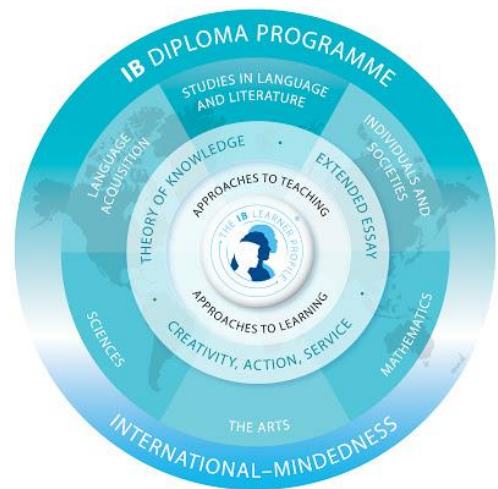 IB DIPLOMA PROGRAMME
STUDIES IN LANGUAGE
AND LITERATURE
LANGUAGE
ACQUISITION
INDIVIDUALS AND
SOCIETIES
THEORY OF KNOWLEDGE
EXTENDED ESSAY
APPROACHES TO TEACHING
THE IB LEARNER PROFILE
APPROACHES TO LEARNING
CREATIVITY, ACTION, SERVICE
SCIENCES
MATHEMATICS
THE ARTS
INTERNATIONAL–MINDEDNESS